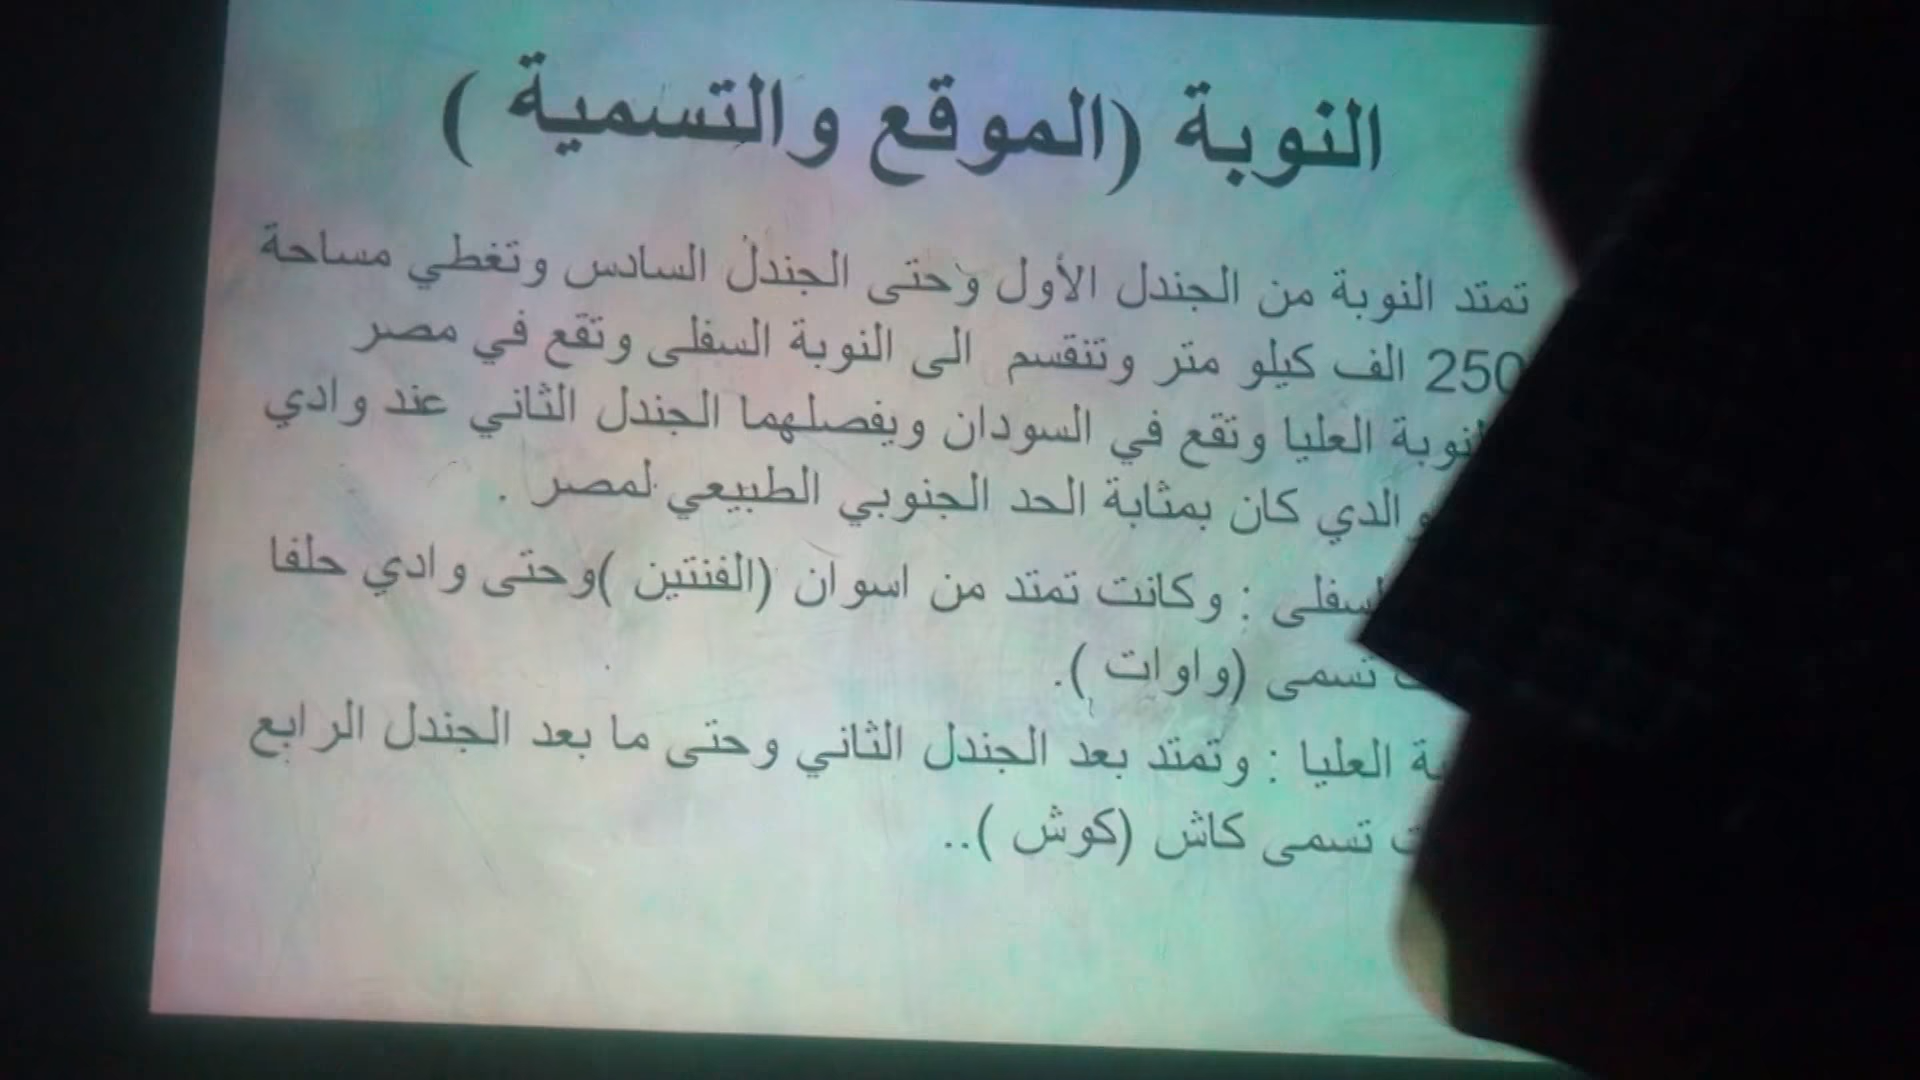 النوبة (الموقع والتسمية )
تمتد النوبة من الجندل الأول وحتى الجندل السادس وتغطي مساحة
250 الف كيلو متر وتنقسم الى النوبة السفلى وتقع في مصر
العليا وتقع في السودان ويفصلهما الجندل الثاني عند وادي
الدي كان بمثابة الحد الجنوبي الطبيعي لمصر .
: وكانت تمتد من اسوان (الفنتين )وحتى وادي حلفا
تسمى (واوات ).
العليا : وتمتد بعد الجندل الثاني وحتى ما بعد الجندل الرابع
تسمى كاش (كوش )..